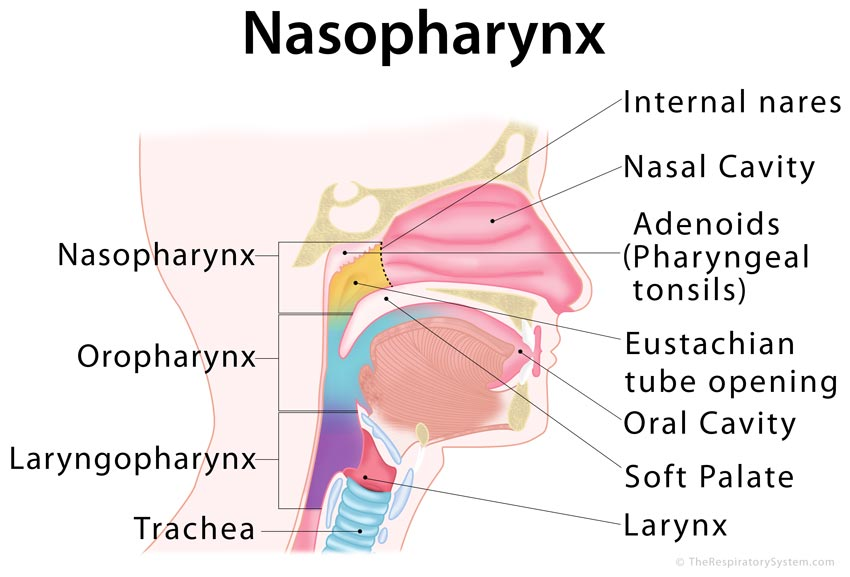 Nasopharynx
Internal nares
Nasal Cavity
Adenoids
(Pharyngeal
tonsils)
Nasopharynx
Oropharynx
Eustachian
tube opening
Oral Cavity
Laryngopharynx
Soft Palate
Trachea
Larynx
© TheRespiratorySystem.com